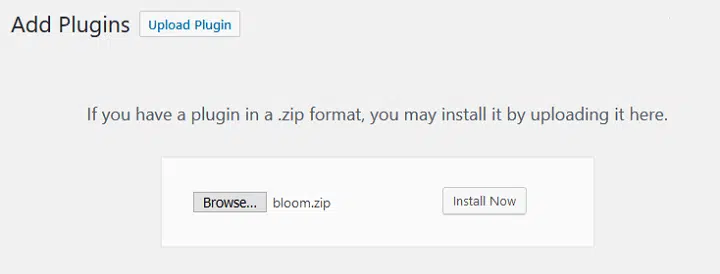 Add Plugins Upload Plugin
If you have a plugin in a .zip format, you may install it by uploading it here.
Browse... bloom.zip Install Now